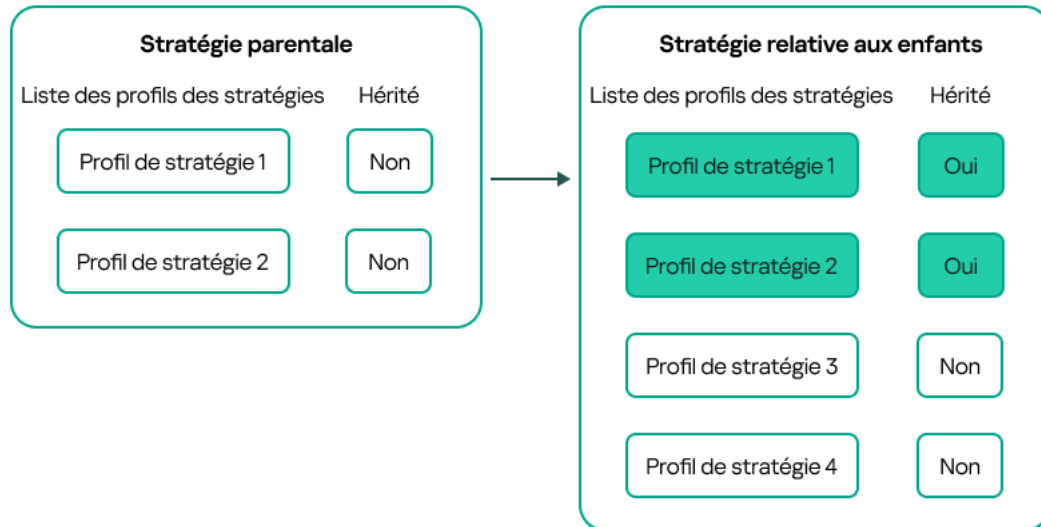 Stratégie parentale
Liste des profils des stratégies Hérité
Profil de stratégie 1 Non
Profil de stratégie 2 Non
Stratégie relative aux enfants
Liste des profils des stratégies Hérité
Profil de stratégie 1 Oui
Profil de stratégie 2 Oui
Profil de stratégie 3 Non
Profil de stratégie 4 Non